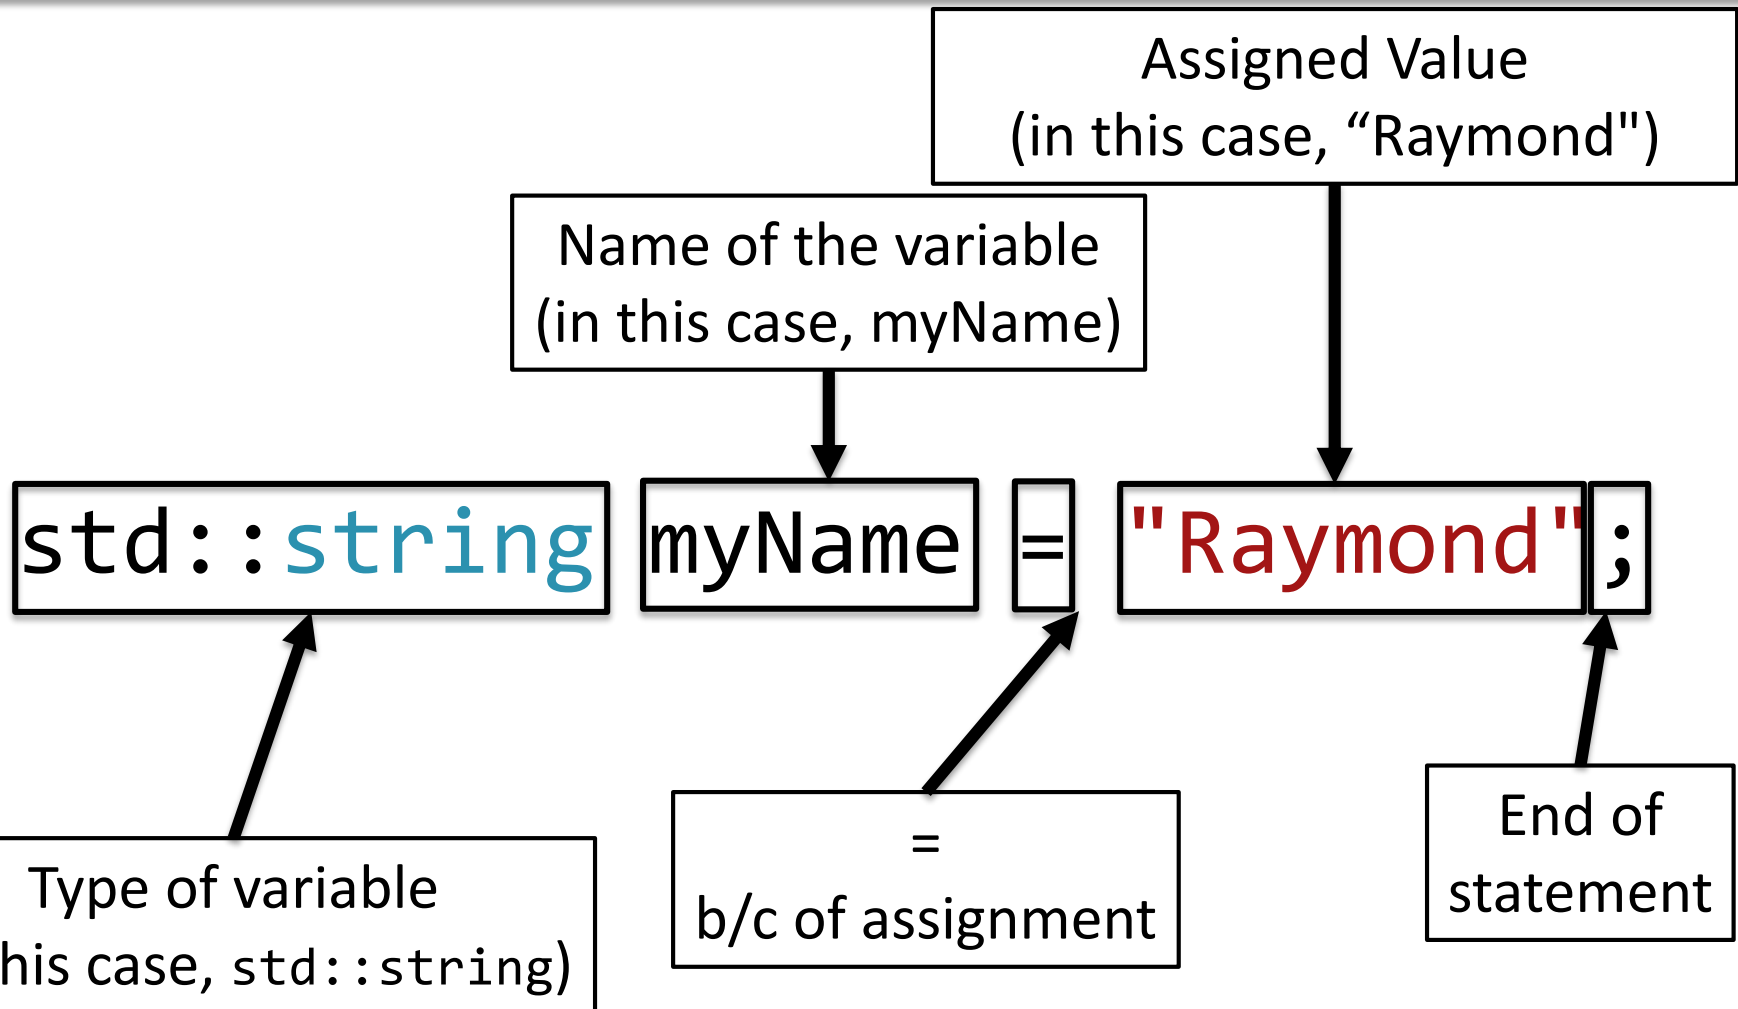 Assigned Value
(in this case, “Raymond")
Name of the variable
(in this case, myName)
std::string myName = "Raymond";
Type of variable
his case, std::string)
=
b/c of assignment
End of
statement